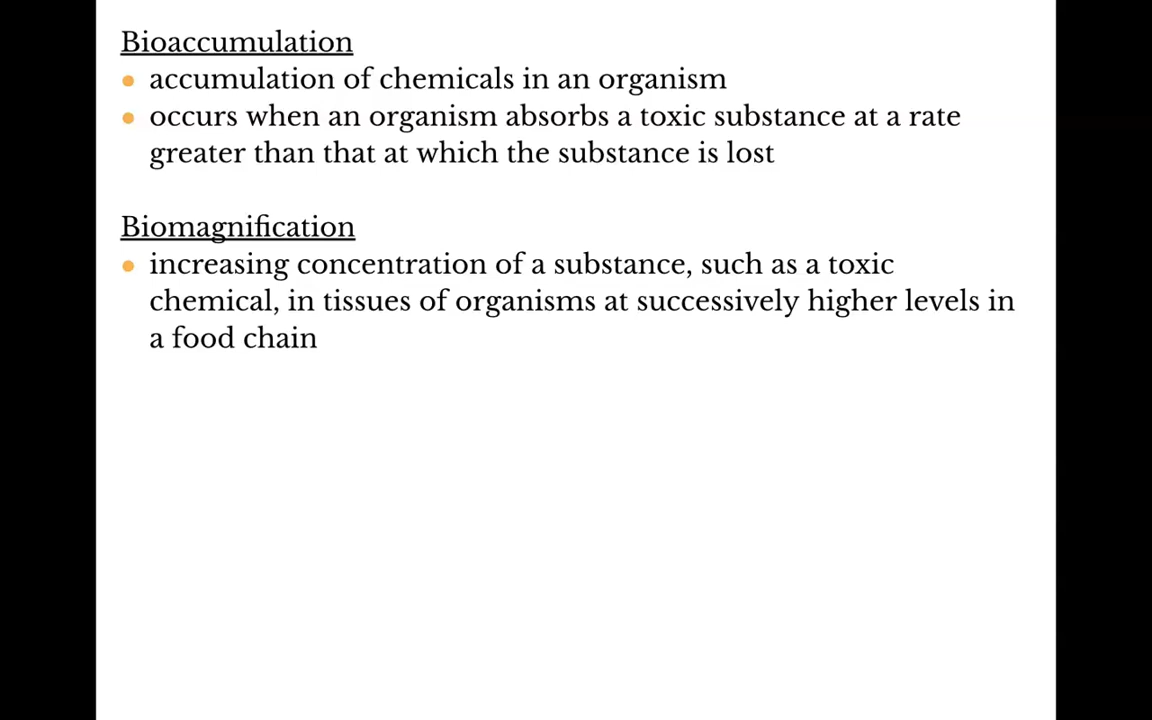 Bioaccumulation
● accumulation of chemicals in an organism
● occurs when an organism absorbs a toxic substance at a rate
greater than that at which the substance is lost
Biomagnification
● increasing concentration of a substance, such as a toxic
chemical, in tissues of organisms at successively higher levels in
a food chain